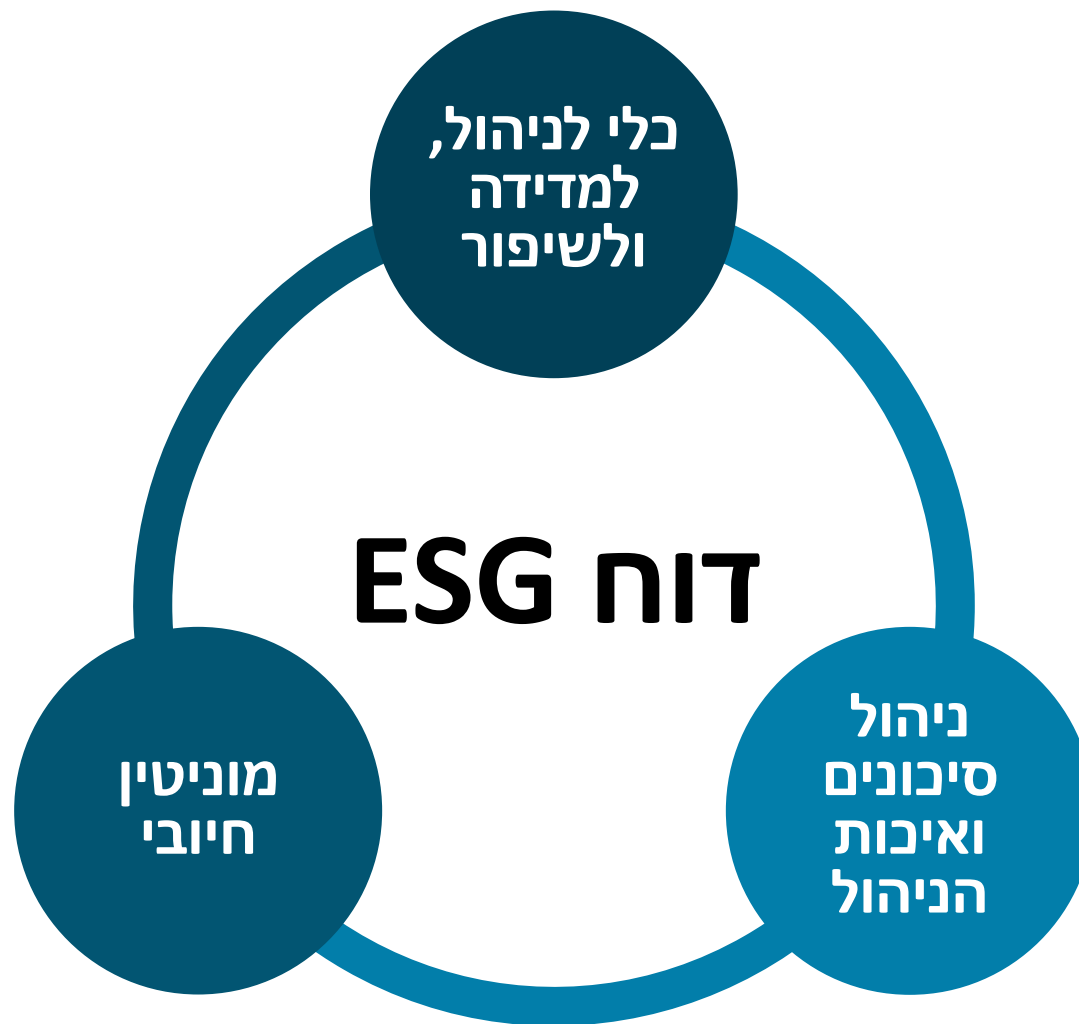 כלי לניהול,
למדידה
ולשיפור
דוח ESG
ניהול
סיכונים
ואיכות
הניהול
מוניטין
חיובי